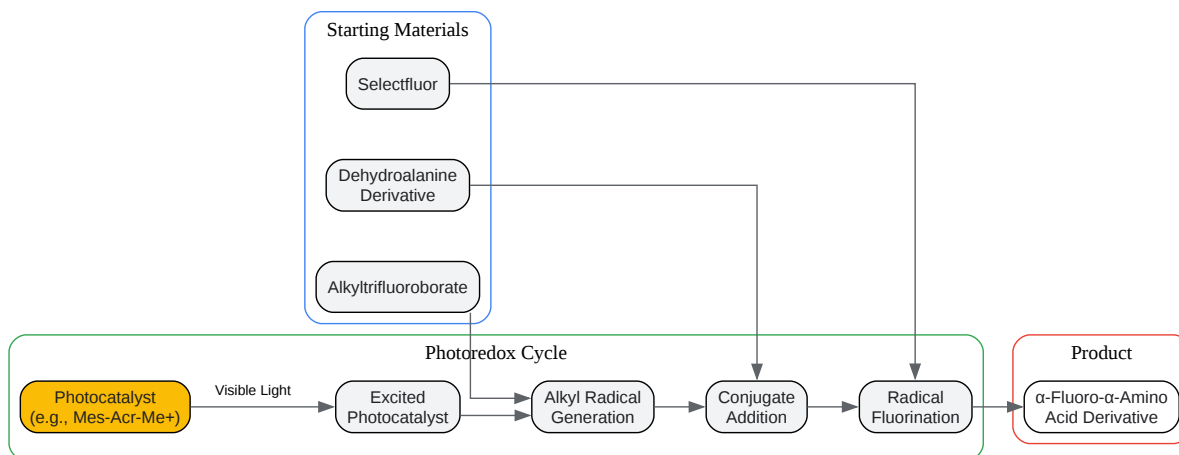 Starting Materials
Selectfluor
Dehydroalanine
Derivative
Alkyltrifluoroborate
Photoredox Cycle
Product
Photocatalyst
(e.g., Mes-Acr-Me+)
Visible Light
Excited
Photocatalyst
Alkyl Radical
Generation
Conjugate
Addition
Radical
Fluorination
α-Fluoro-α-Amino
Acid Derivative